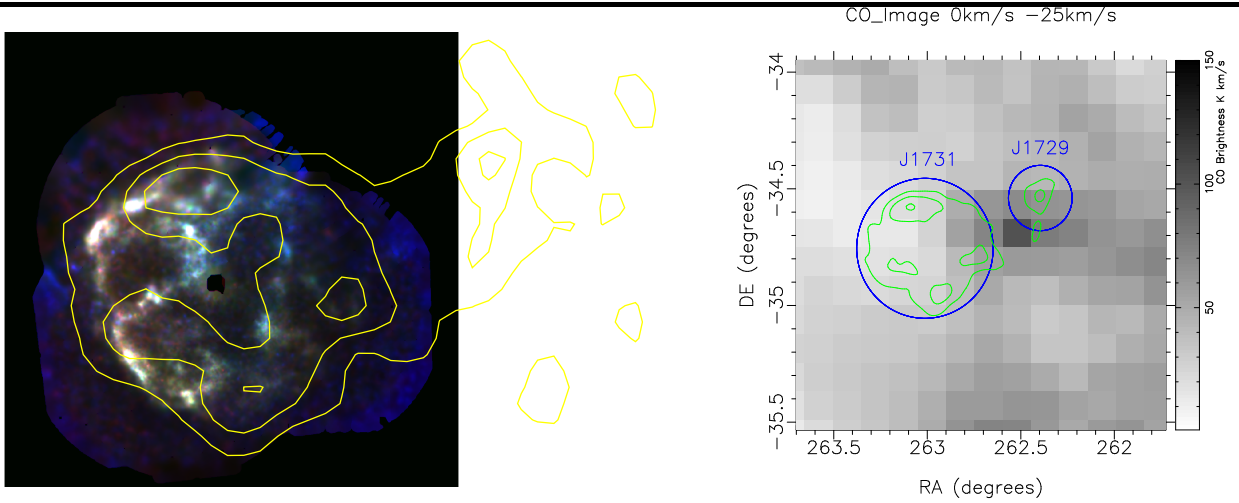 CO_Image 0km/s −25km/s
−34
−34.5
−35
−35.5
DE (degrees)
J1731
J1729
263.5 263 262.5 262
RA (degrees)
150
100
50
CO Brightness K km/s